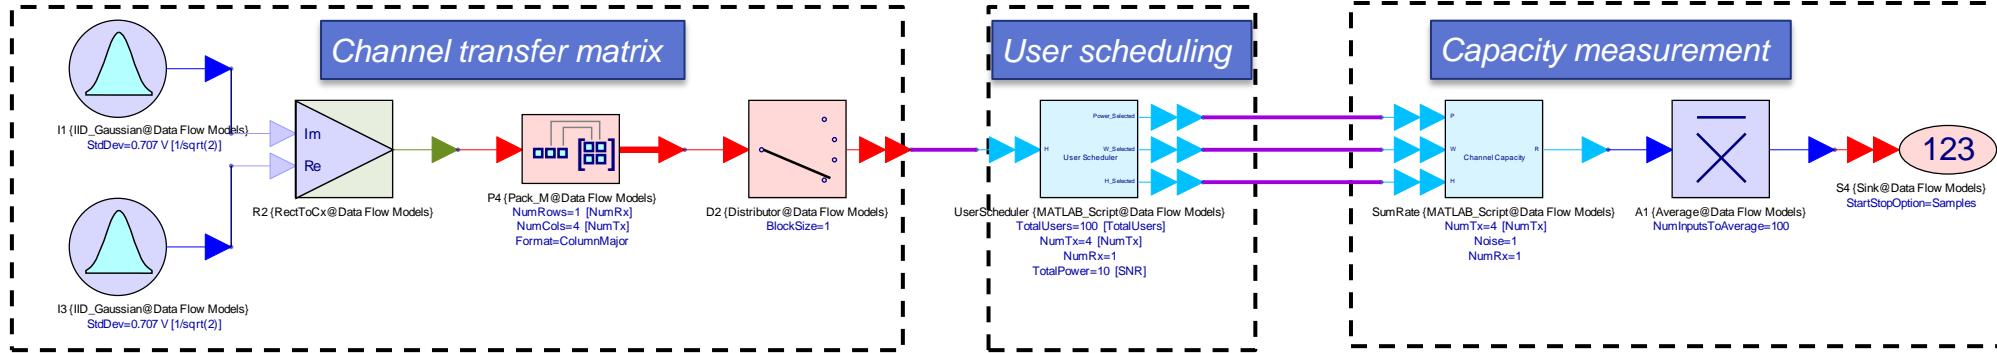 Channel transfer matrix
User scheduling
Capacity measurement
I1 {IID_Gaussian@Data Flow Models}
StdDev=0.707 V [1/sqrt(2)]
I3 {IID_Gaussian@Data Flow Models}
StdDev=0.707 V [1/sqrt(2)]
Im
Re
R2 {RectToCx@Data Flow Models}
P4 {Pack_M@Data Flow Models}
NumRows=1 [NumRx]
NumCols=4 [NumTx]
Format=ColumnMajor
D2 {Distributor@Data Flow Models}
BlockSize=1
H
User Scheduler
Power_Selected
W_Selected
H_Selected
UserScheduler {MATLAB_Script@Data Flow Models}
TotalUsers=100 [TotalUsers]
NumTx=4 [NumTx]
NumRx=1
TotalPower=10 [SNR]
P
W
H
Channel Capacity
R
SumRate {MATLAB_Script@Data Flow Models}
NumTx=4 [NumTx]
Noise=1
NumRx=1
A1 {Average@Data Flow Models}
NumInputsToAverage=100
123
S4 {Sink@Data Flow Models}
StartStopOption=Samples